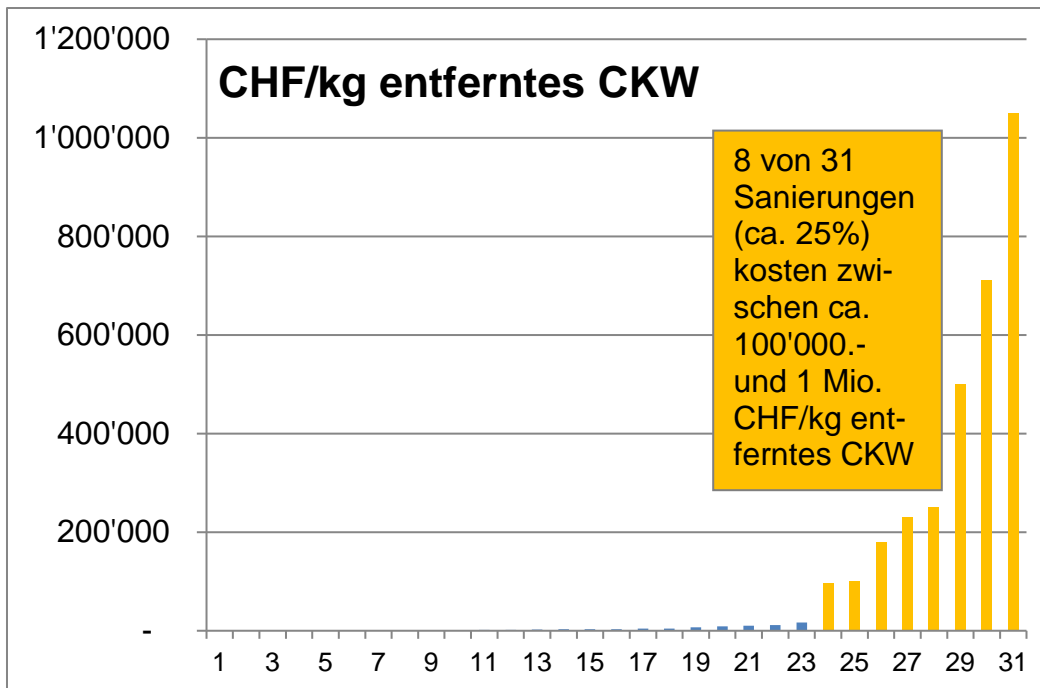 1'200'000
CHF/kg entferntes CKW
1'000'000
8 von 31
Sanierungen
(ca. 25%)
kosten zwi-
schen ca.
100'000.-
und 1 Mio.
CHF/kg ent-
ferntes CKW
800'000
600'000
400'000
200'000
-
1 3 5 7 9 11 13 15 17 19 21 23 25 27 29 31